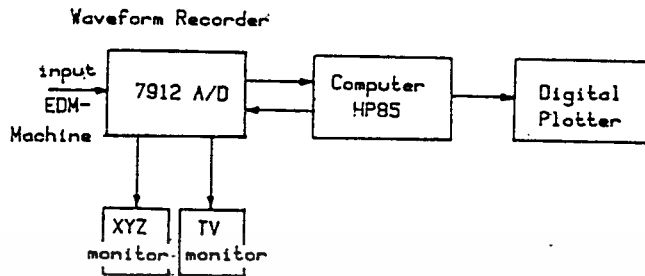 Waveform Recorder
input
EDM-
Machine
7912 A/D
Computer
HP85
Digital
Plotter
XYZ
monitor
TV
monitor